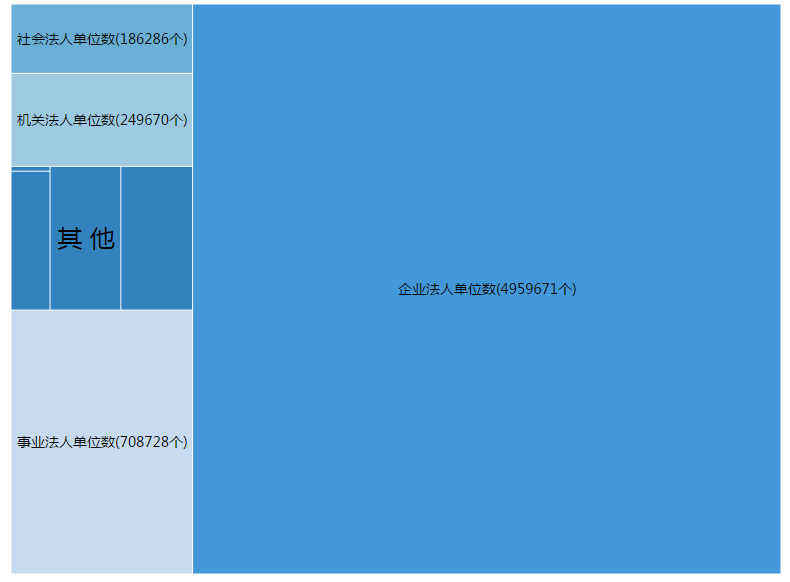 社会法人单位数(186286个)
机关法人单位数(249670个)
其 他
企业法人单位数(4959671个)
事业法人单位数(708728个)